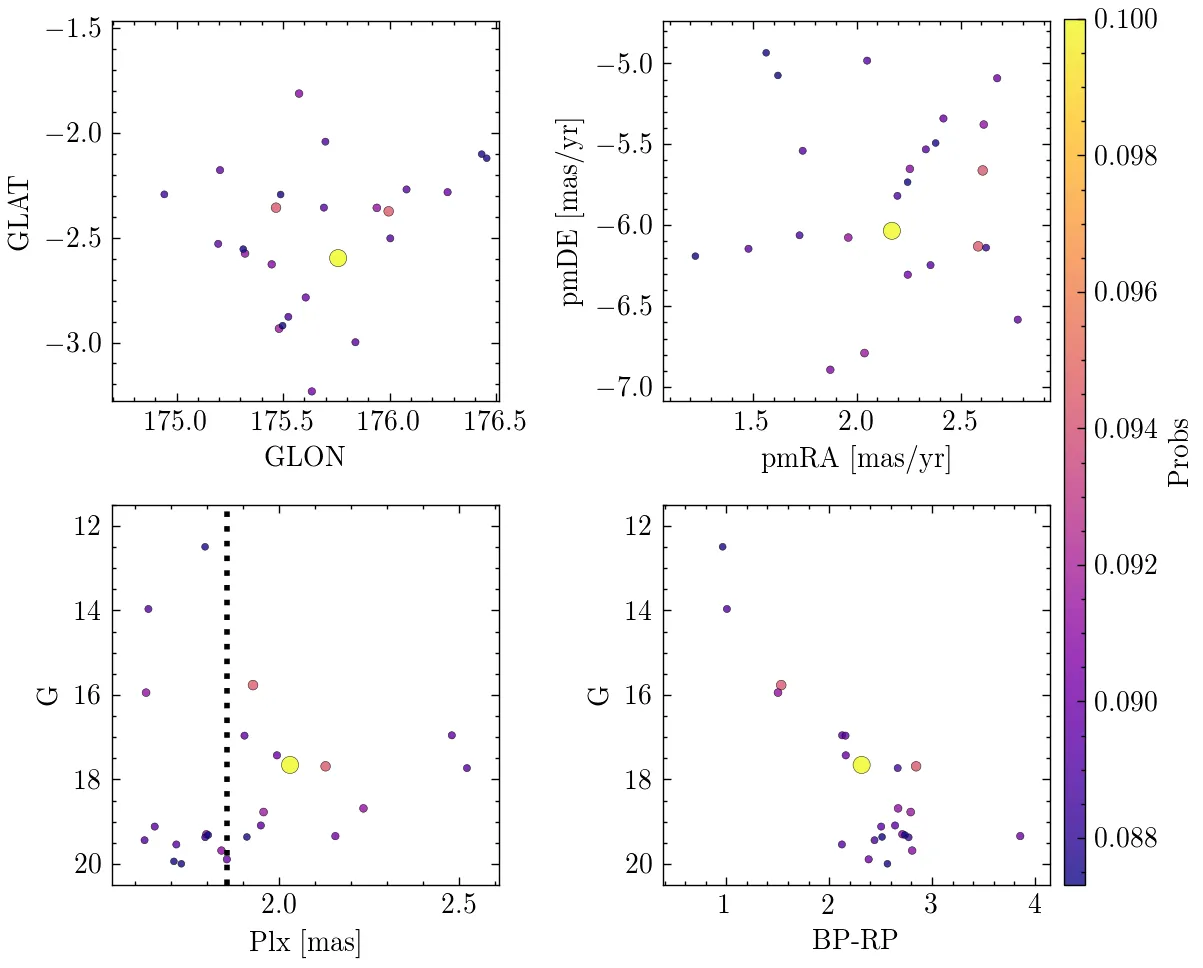 −1.5
−2.0
−2.5
−3.0
GLAT
175.0 175.5 176.0 176.5
GLON
−5.0
−5.5
−6.0
−6.5
−7.0
pmDE [mas/yr]
1.5 2.0 2.5
pmRA [mas/yr]
12
14
16
18
20
G
2.0 2.5
Plx [mas]
12
14
16
18
20
G
1 2 3 4
BP-RP
0.100
0.098
0.096
0.094
0.092
0.090
0.088
Probs